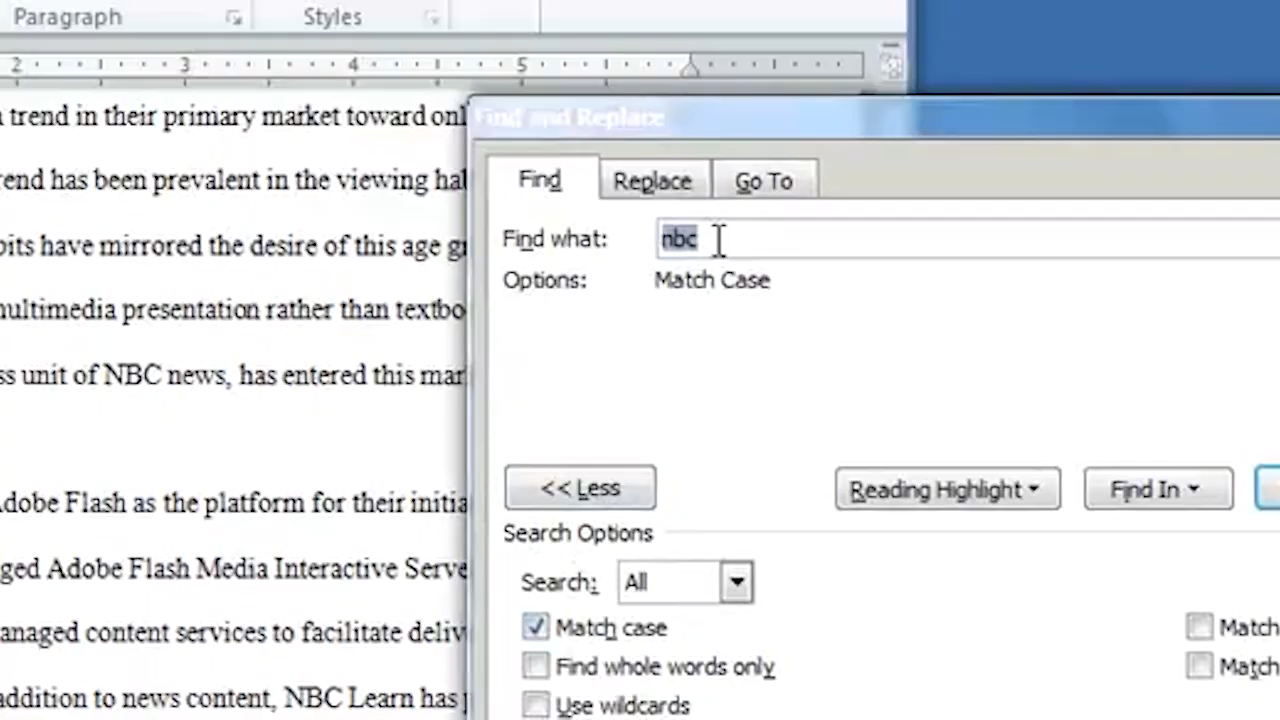 Paragraph
Styles
2 3 4 5
trend in their primary market toward onl
rend has been prevalent in the viewing hal
bits have mirrored the desire of this age g
multimedia presentation rather than textbo
ss unit of NBC news, has entered this mar
Adobe Flash as the platform for their initia
ged Adobe Flash Media Interactive Serve
anaged content services to facilitate deliv
addition to news content, NBC Learn has
Find and Replace
Find
Replace
Go To
Find what:
nbc
Options:
Match Case
<< Less
Reading Highlight
Find In
Search Options
Search:
All
Match case
Match
Find whole words only
Match
Use wildcards